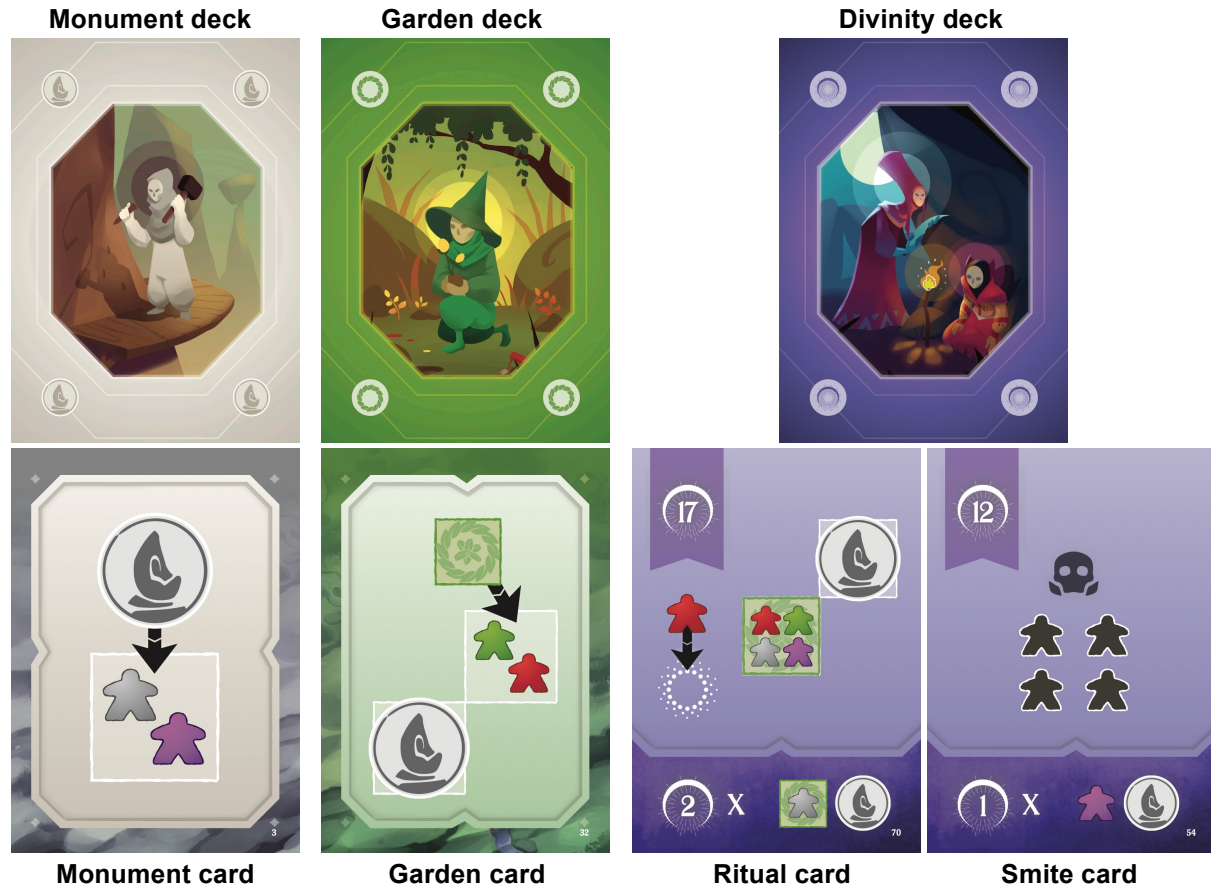 Monument deck
Garden deck
Divinity deck
17
12
2 X
1 X
3
32
70
54
Monument card
Garden card
Ritual card
Smite card